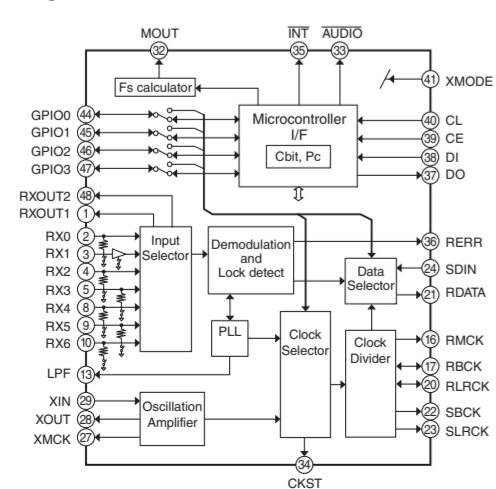 MOUT
INT
AUDIO
32
35
33
Fs calculator
41 XMODE
GPIO0 44
GPIO1 45
GPIO2 46
GPIO3 47
Microcontroller
I/F
Cbit, Pc
40 CL
39 CE
38 DI
37 DO
RXOUT2 48
RXOUT1 1
RX0 2
RX1 3
RX2 4
RX3 5
RX4 8
RX5 9
RX6 10
Input
Selector
Demodulation
and
Lock detect
Data
Selector
36 RERR
24 SDIN
21 RDATA
PLL
Clock
Selector
Clock
Divider
16 RMCK
17 RBCK
20 RLRCK
22 SBCK
23 SLRCK
LPF 13
XIN 29
XOUT 28
XMCK 27
Oscillation
Amplifier
34
CKST